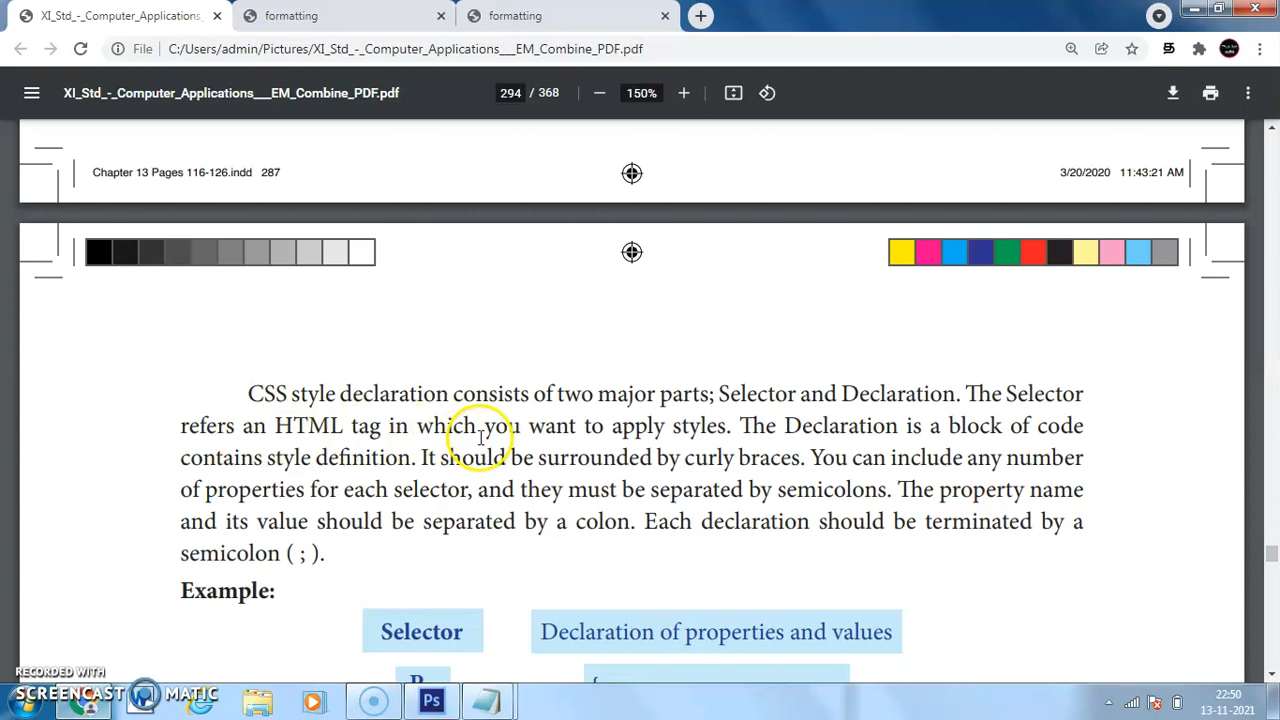 XI_Std_-_Computer_Applications_
formatting
formatting
File
C:/Users/admin/Pictures/XI_Std_-_Computer_Applications___EM_Combine_PDF.pdf
XI_Std_-_Computer_Applications___EM_Combine_PDF.pdf
294 / 368
150%
Chapter 13 Pages 116-126.indd 287
3/20/2020 11:43:21 AM
CSS style declaration consists of two major parts; Selector and Declaration. The Selector
refers an HTML tag in which you want to apply styles. The Declaration is a block of code
contains style definition. It should be surrounded by curly braces. You can include any number
of properties for each selector, and they must be separated by semicolons. The property name
and its value should be separated by a colon. Each declaration should be terminated by a
semicolon ( ; ).
Example:
Selector
Declaration of properties and values
RECORDED WITH
SCREENCAST MATIC
Ps
22:50
13-11-2021